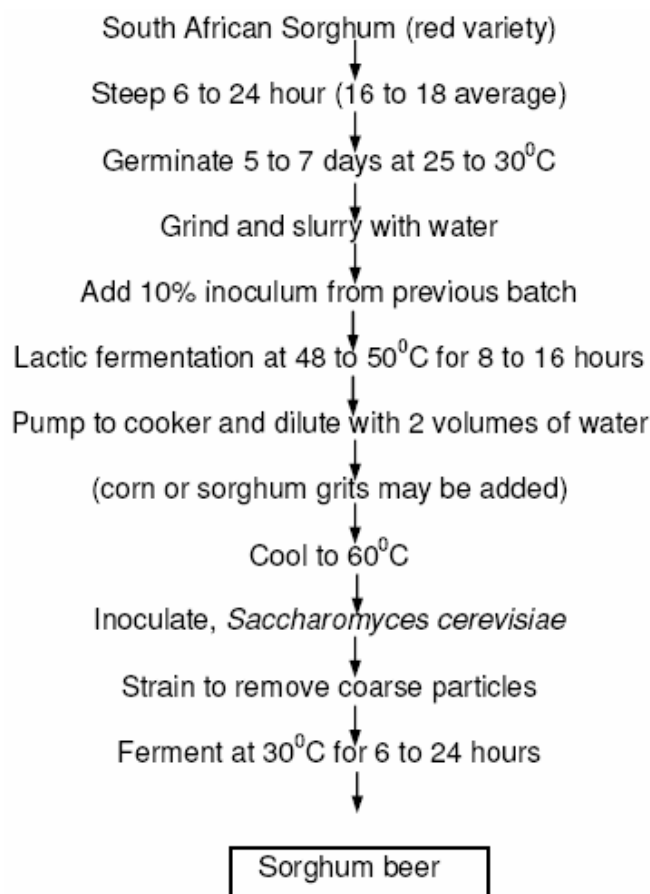 South African Sorghum (red variety)
Steep 6 to 24 hour (16 to 18 average)
Germinate 5 to 7 days at 25 to 30⁰C
Grind and slurry with water
Add 10% inoculum from previous batch
Lactic fermentation at 48 to 50⁰C for 8 to 16 hours
Pump to cooker and dilute with 2 volumes of water
(corn or sorghum grits may be added)
Cool to 60⁰C
Inoculate, Saccharomyces cerevisiae
Strain to remove coarse particles
Ferment at 30⁰C for 6 to 24 hours
Sorghum beer